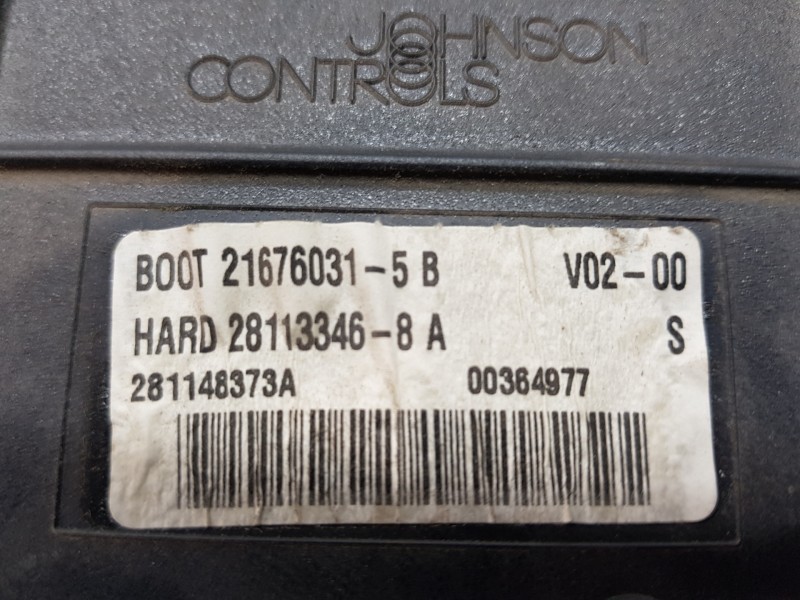 JOHNSON
CONTROLS
BOOT 21676031-5 B V02-00
HARD 28113346-8 A S
281148373A 00364977